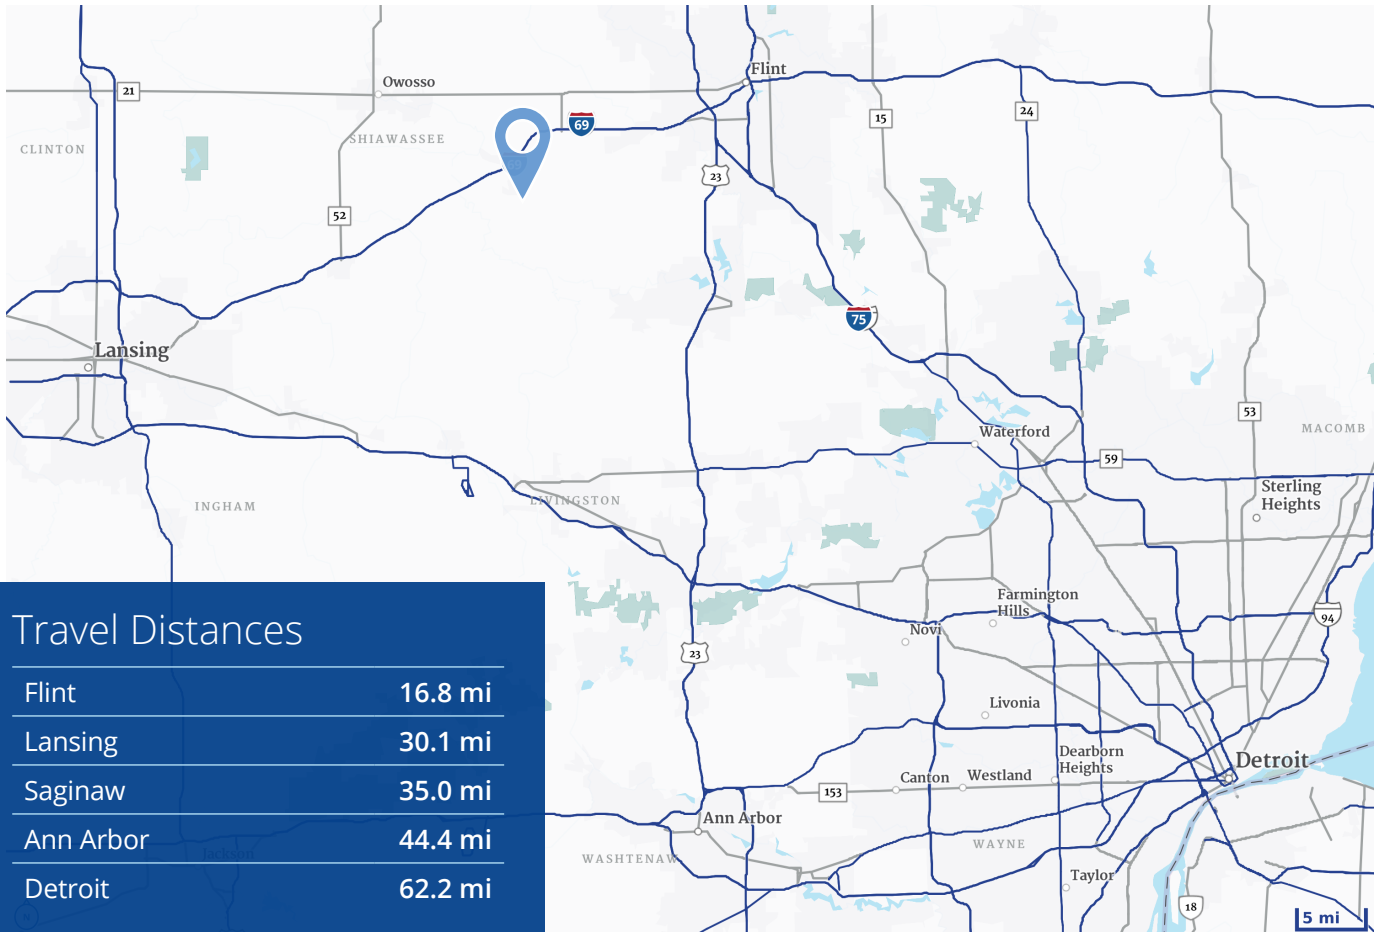 Flint
Owosso
21
69
15
24
SHIAWASSEE
CLINTON
23
52
75
Lansing
53
MACOMB
Waterford
59
Sterling
Heights
LIVINGSTON
INGHAM
Farmington
Hills
94
Novi
23
Livonia
Dearborn
Heights
Detroit
Canton
Westland
153
Ann Arbor
WAYNE
WASHTENAW
Taylor
18
5 mi
Travel Distances
Flint 16.8 mi
Lansing 30.1 mi
Saginaw 35.0 mi
Ann Arbor 44.4 mi
Jackson
Detroit 62.2 mi